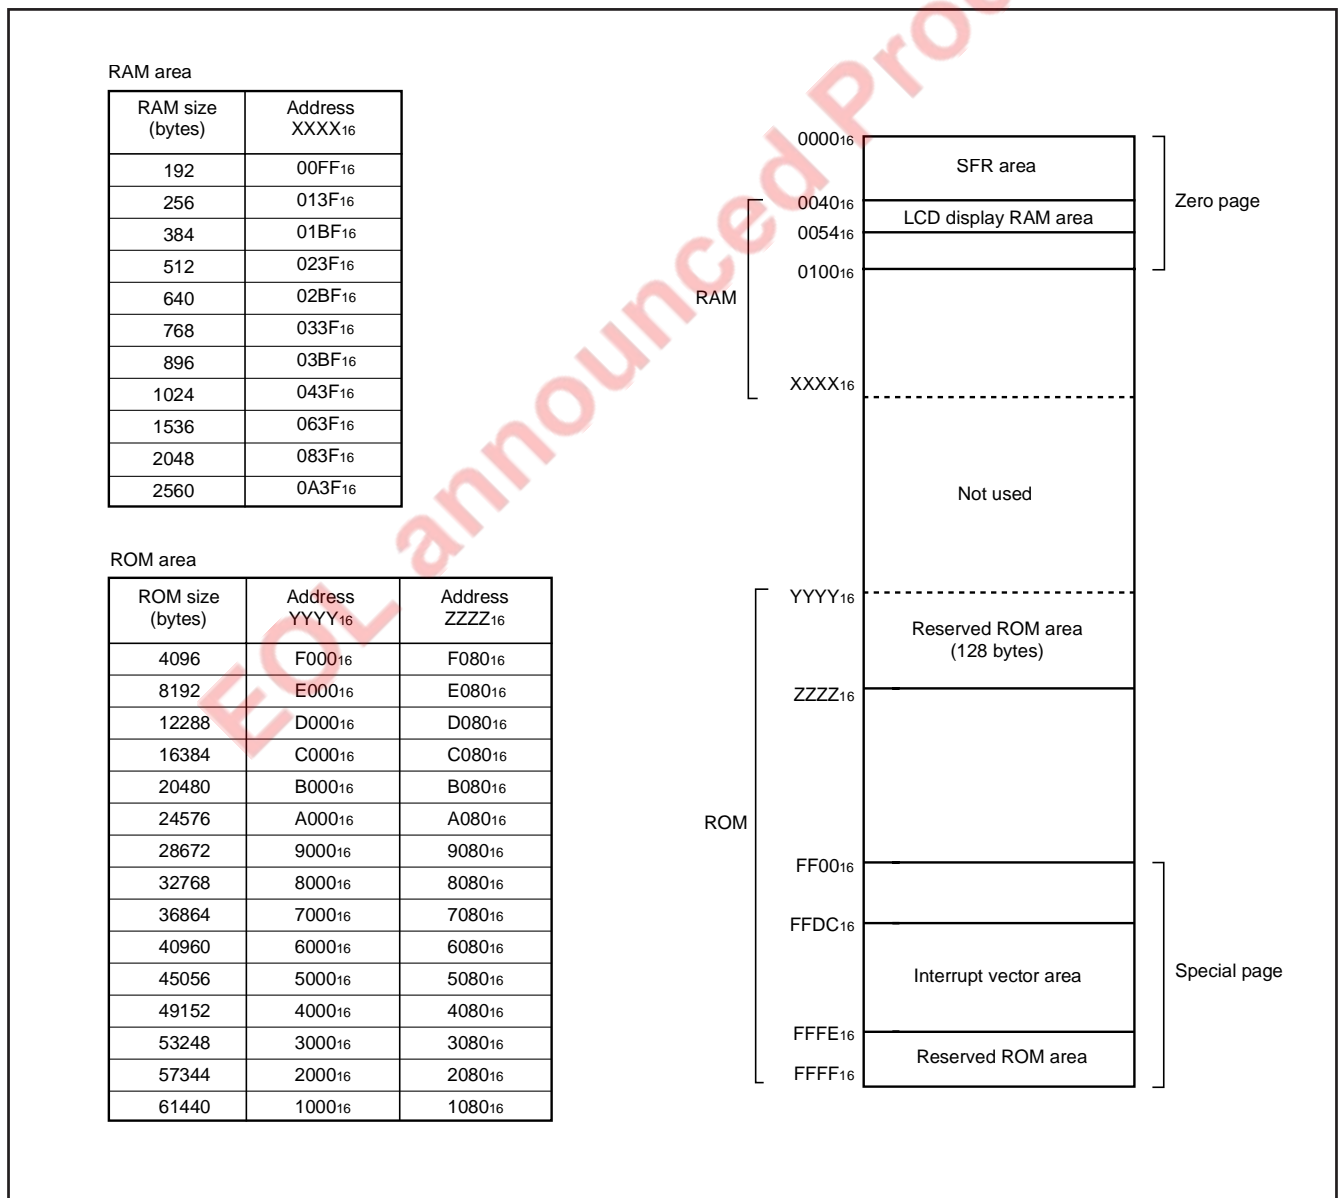 RAM area
RAM size (bytes) Address XXXX16
192 00FF16
256 013F16
384 01BF16
512 023F16
640 02BF16
768 033F16
896 03BF16
1024 043F16
1536 063F16
2048 083F16
2560 0A3F16
ROM area
ROM size (bytes) Address YYYY16 Address ZZZZ16
4096 F00016 F08016
8192 E00016 E08016
12288 D00016 D08016
16384 C00016 C08016
20480 B00016 B08016
24576 A00016 A08016
28672 900016 908016
32768 800016 808016
36864 700016 708016
40960 600016 608016
45056 500016 508016
49152 400016 408016
53248 300016 308016
57344 200016 208016
61440 100016 108016
000016
SFR area
Zero page
004016
LCD display RAM area
005416
010016
RAM
XXXX16
Not used
YYYY16
Reserved ROM area
(128 bytes)
ZZZZ16
ROM
FF0016
FFDC16
Interrupt vector area
Special page
FFFE16
Reserved ROM area
FFFF16
EOL announced